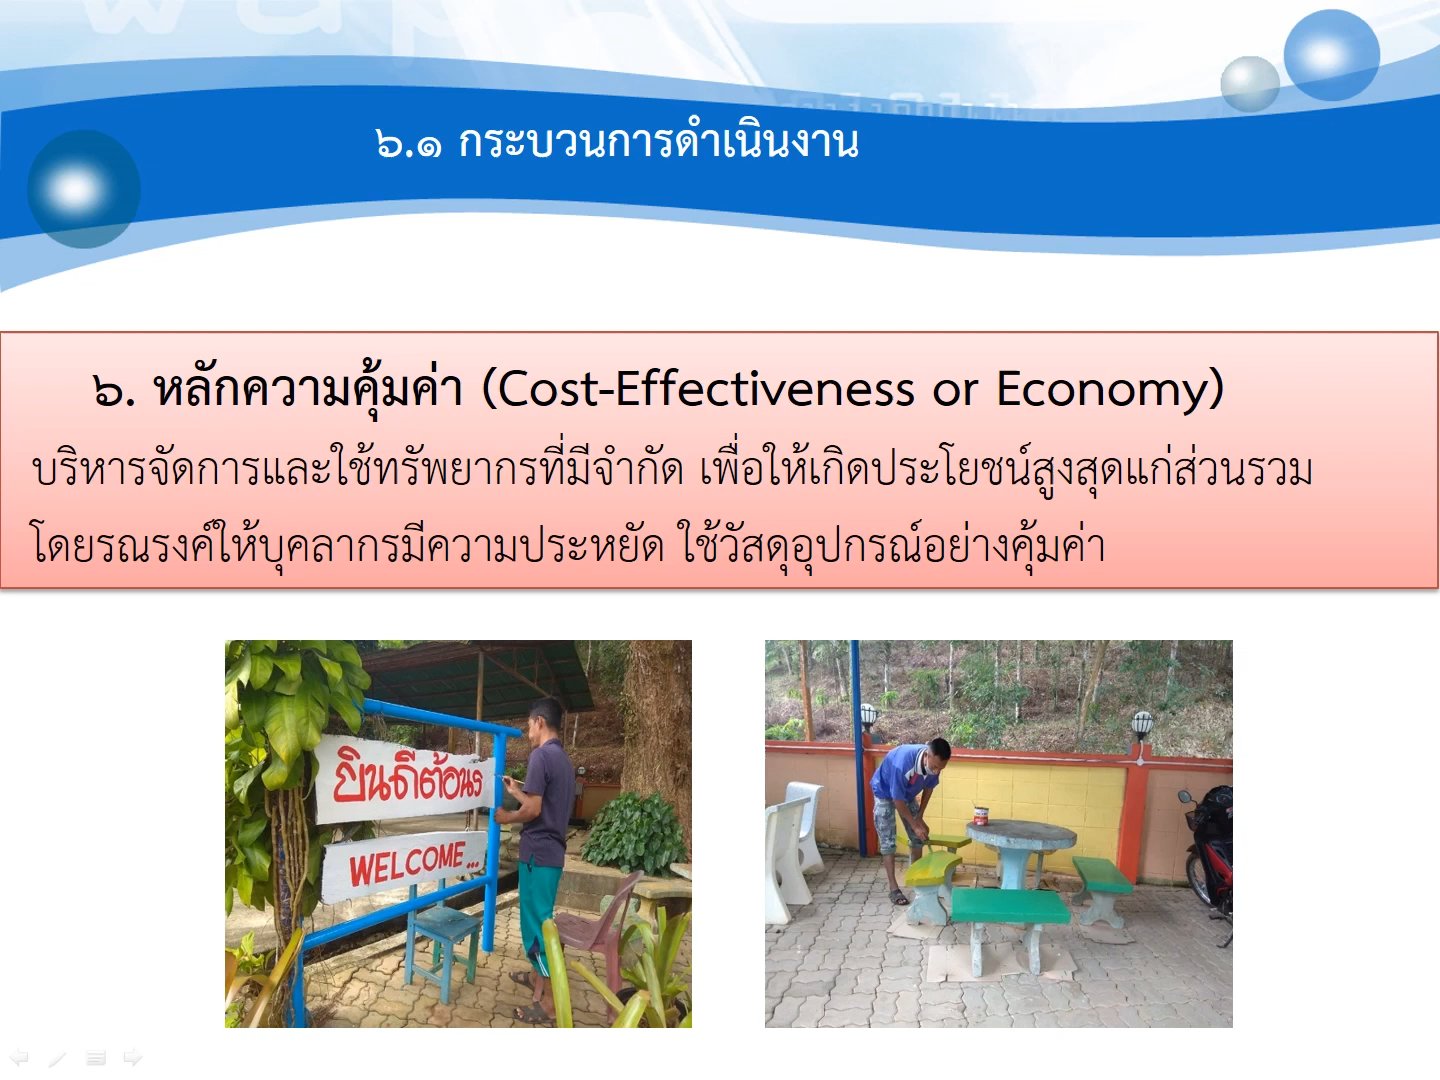 ๖.๑ กระบวนการดำเนินงาน
๖. หลักความคุ้มค่า (Cost-Effectiveness or Economy)
บริหารจัดการและใช้ทรัพยากรที่มีจำกัด เพื่อให้เกิดประโยชน์สูงสุดแก่ส่วนรวม
โดยรณรงค์ให้บุคลากรมีความประหยัด ใช้วัสดุอุปกรณ์อย่างคุ้มค่า
ยินดีต้อนร
WELCOME...